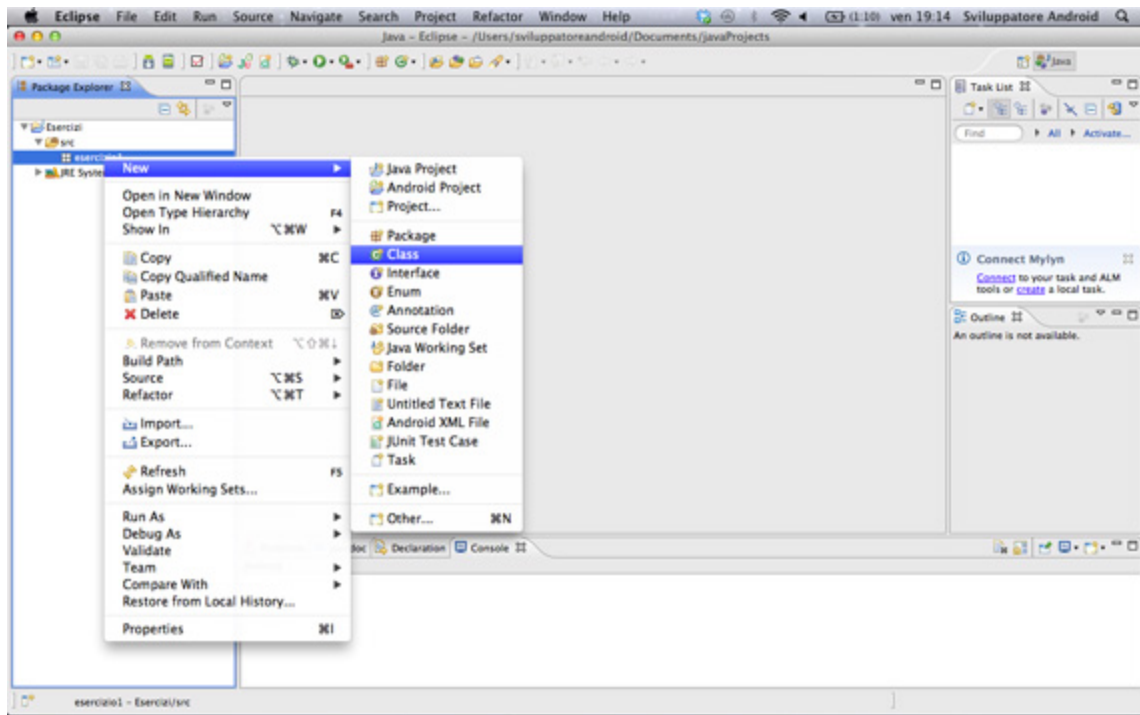 Eclipse File Edit Run Source Navigate Search Project Refactor Window Help (1:10) ven 19:14 Sviluppatore Android
Java – Eclipse – /Users/sviluppatoreandroid/Documents/javaProjects
Java
Package Explorer
Esercizi
src
JRE Syste
New
Open in New Window
Open Type Hierarchy F4
Show In ⌥⌘W
Copy ⌘C
Copy Qualified Name
Paste ⌘V
Delete ⌦
Remove from Context ⌥⇧⌘↓
Build Path
Source ⌥⌘S
Refactor ⌥⌘T
Import...
Export...
Refresh F5
Assign Working Sets...
Run As
Debug As
Validate
Team
Compare With
Restore from Local History...
Properties ⌘I
Java Project
Android Project
Project...
Package
Class
Interface
Enum
Annotation
Source Folder
Java Working Set
Folder
File
Untitled Text File
Android XML File
JUnit Test Case
Task
Example...
Other... ⌘N
Task List
Find All Activate...
Connect Mylyn
Connect to your task and ALM
tools or create a local task.
Outline
An outline is not available.
doc Declaration Console
esercizio1 – Esercizi/src